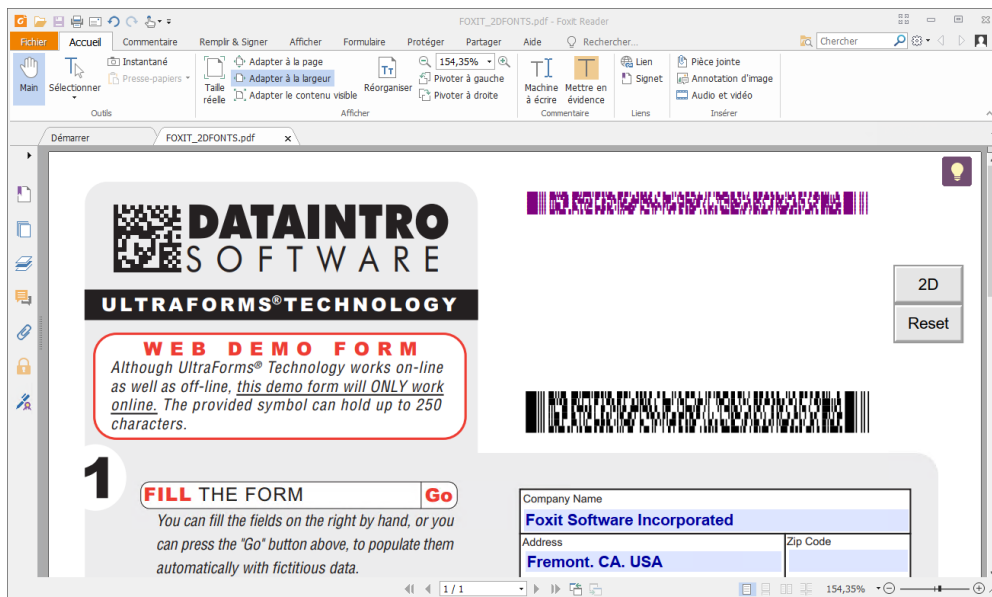 FOXIT_2DFONTS.pdf - Foxit Reader
Fichier Accueil Commentaire Remplir & Signer Afficher Formulaire Protéger Partager Aide Rechercher... Chercher
Main
Sélectionner
Instantané
Presse-papiers
Outils
Taille réelle
Adapter à la page
Adapter à la largeur
Adapter le contenu visible
Réorganiser
154,35%
Pivoter à gauche
Pivoter à droite
Afficher
Machine à écrire
Mettre en évidence
Commentaire
Lien
Signet
Liens
Pièce jointe
Annotation d'image
Audio et vidéo
Insérer
Démarrer FOXIT_2DFONTS.pdf x
DATAINTRO
SOFTWARE
ULTRAFORMS®TECHNOLOGY
WEB DEMO FORM
Although UltraForms® Technology works on-line
as well as off-line, this demo form will ONLY work
online. The provided symbol can hold up to 250
characters.
2D
Reset
1
FILL THE FORM Go
You can fill the fields on the right by hand, or you
can press the "Go" button above, to populate them
automatically with fictitious data.
Company Name
Foxit Software Incorporated
Address Zip Code
Fremont. CA. USA
1 / 1
154,35%